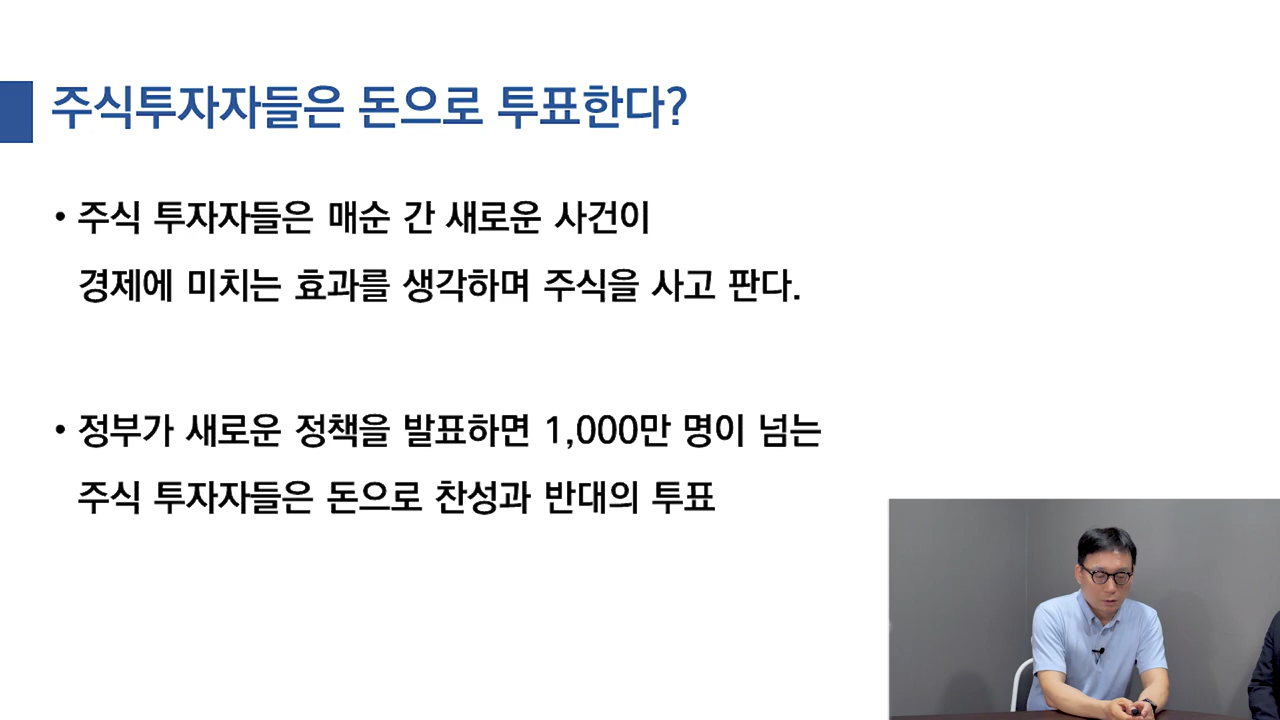 주식투자자들은 돈으로 투표한다?
• 주식 투자자들은 매순 간 새로운 사건이
경제에 미치는 효과를 생각하며 주식을 사고 판다.
• 정부가 새로운 정책을 발표하면 1,000만 명이 넘는
주식 투자자들은 돈으로 찬성과 반대의 투표